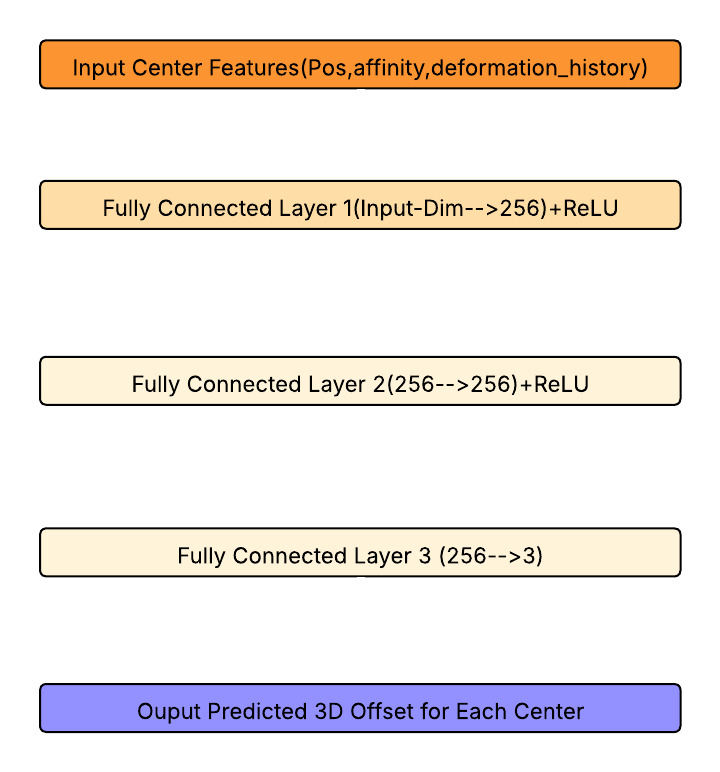 Input Center Features(Pos,affinity,deformation_history)
Fully Connected Layer 1(Input-Dim-->256)+ReLU
Fully Connected Layer 2(256-->256)+ReLU
Fully Connected Layer 3 (256-->3)
Ouput Predicted 3D Offset for Each Center